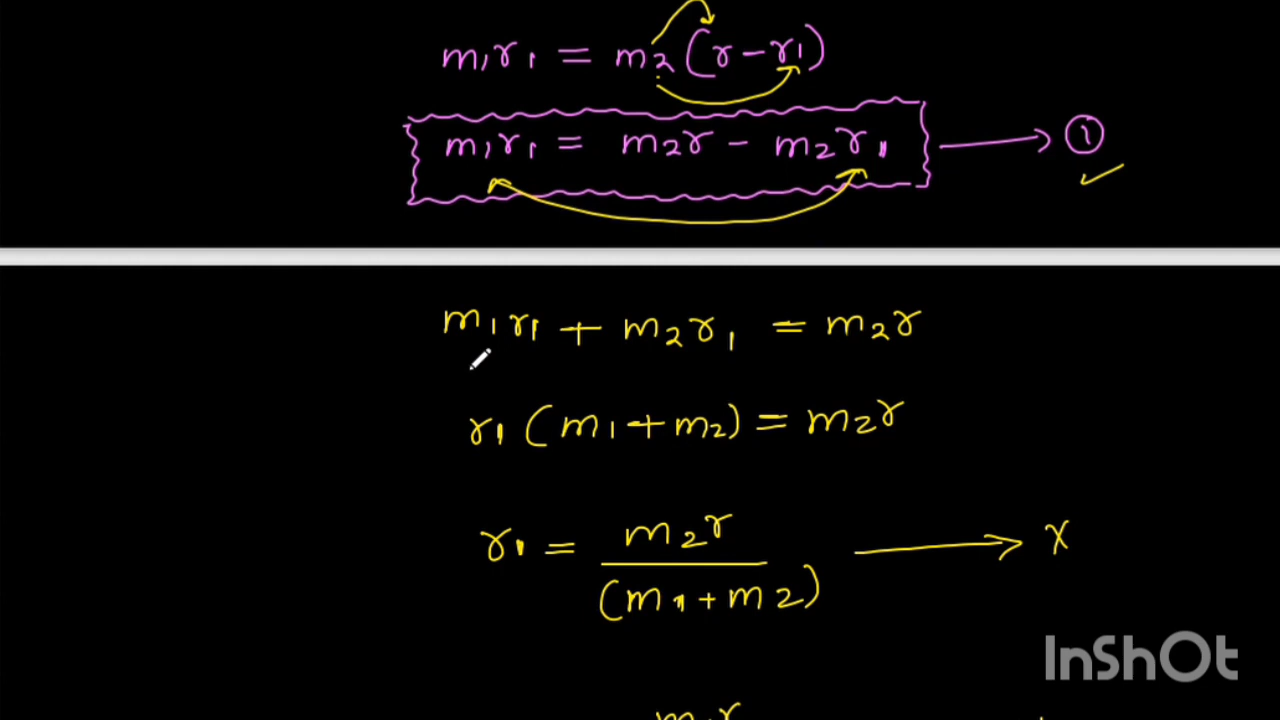 m₁r₁ = m₂(r-r₁)
m₁r₁ = m₂r - m₂r₁ → ①
m₁r₁ + m₂r₁ = m₂r
r₁(m₁+m₂) = m₂r
r₁ = m₂r/(m₁+m₂) → x
InShOt